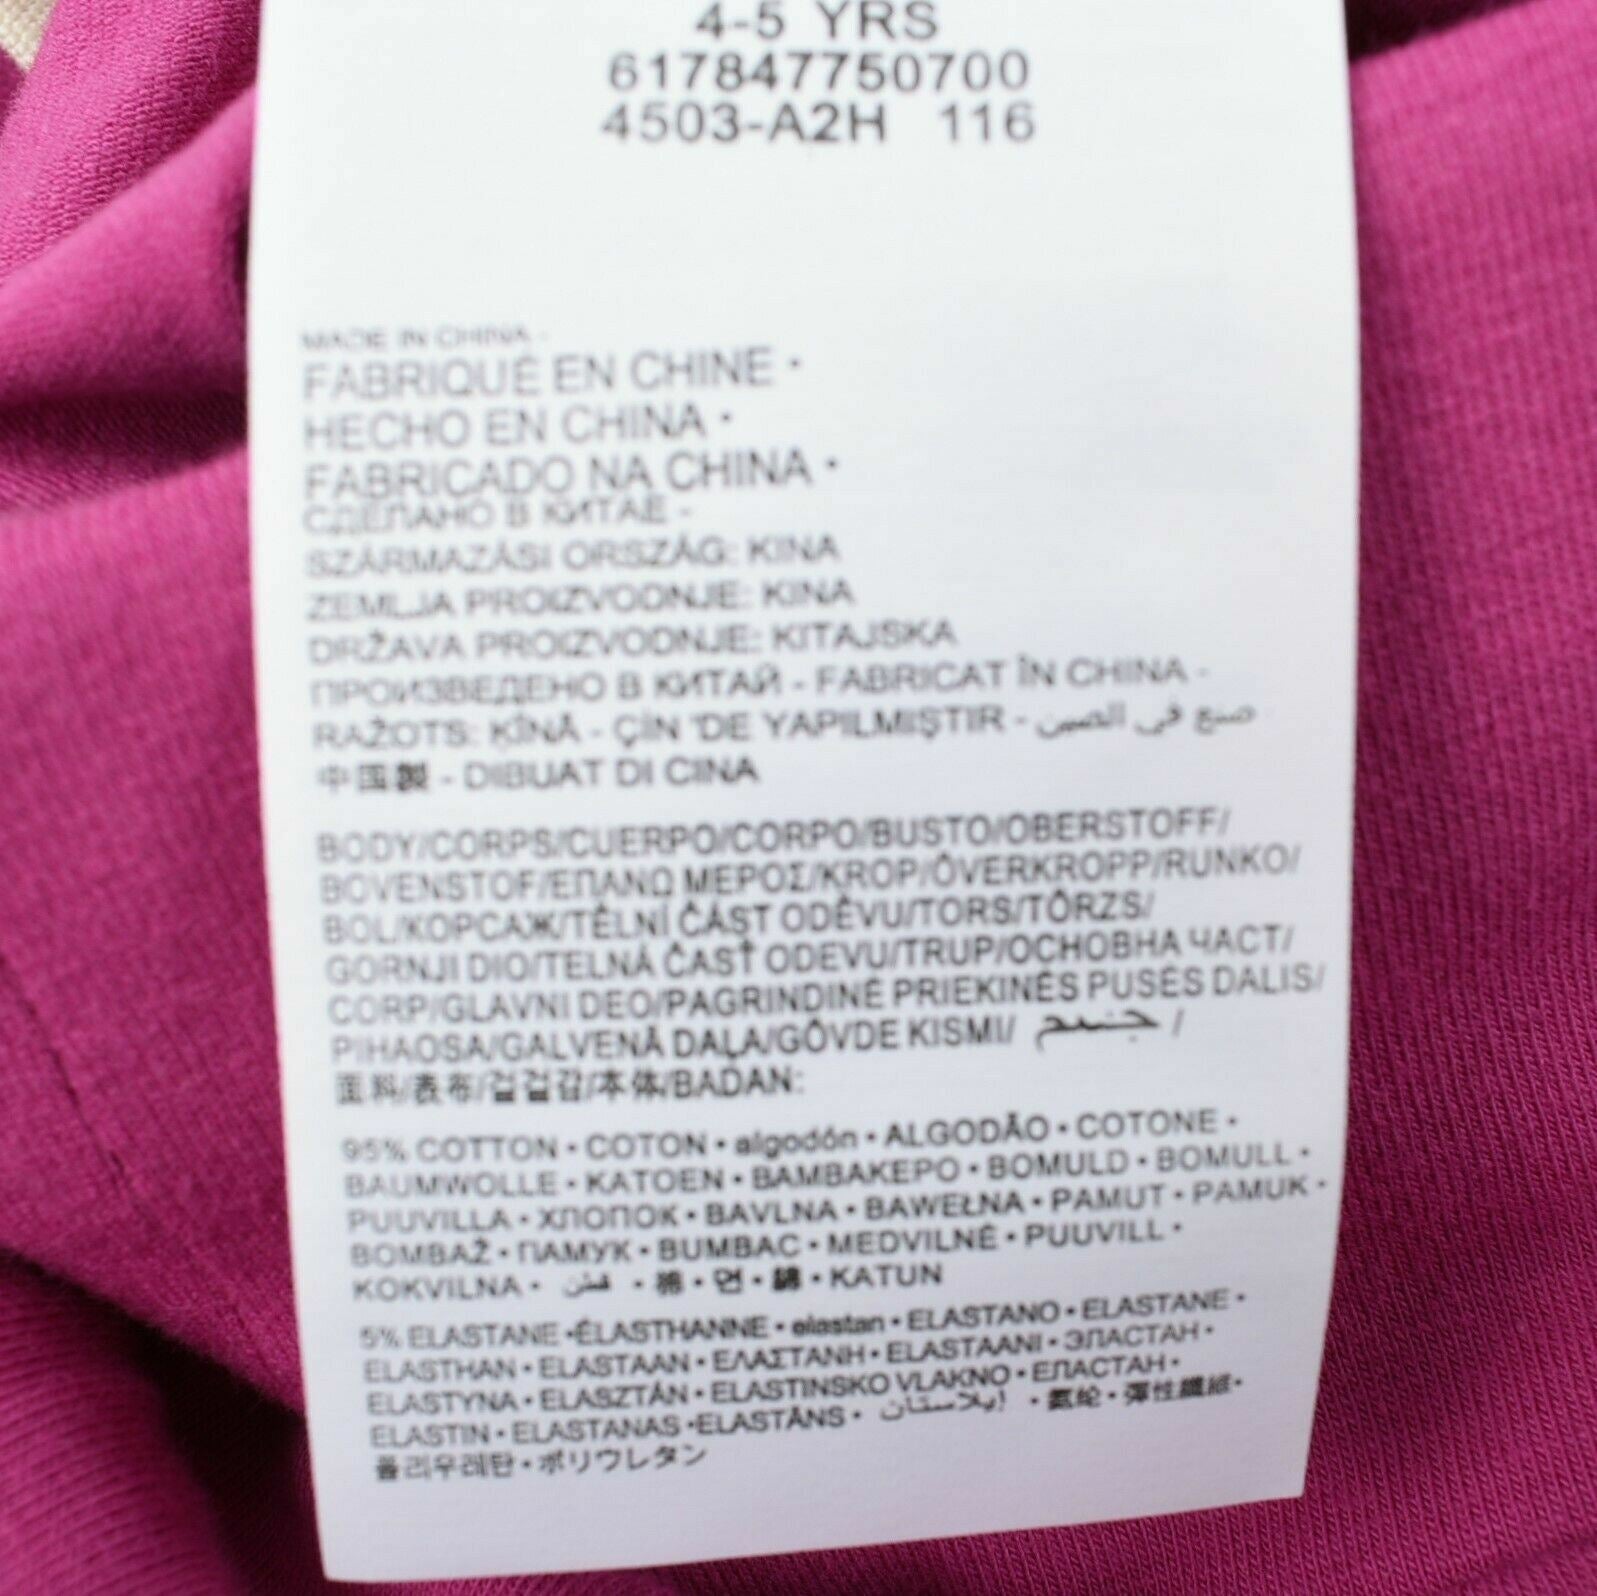 4-5 YRS
617847750700
4503-A2H 116
MADE IN CHINA -
FABRIQUÉ EN CHINE •
HECHO EN CHINA •
FABRICADO NA CHINA •
СДЕЛАНО В КИТАЕ -
SZÁRMAZÁSI ORSZÁG: KINA
ZEMLJA PROIZVODNJE: KINA
DRŽAVA PROIZVODNJE: KITAJSKA
ПРОИЗВЕДЕНО В КИТАЙ - FABRICAT ÎN CHINA -
RAŽOTS: ĶĪNĀ - ÇİN 'DE YAPILMIŞTIR - صنع في الصين
中国製 - DIBUAT DI CINA
BODY/CORPS/CUERPO/CORPO/BUSTO/OBERSTOFF/
BOVENSTOF/ΕΠΑΝΩ ΜΕΡΟΣ/KROP/ÖVERKROPP/RUNKO/
BOL/КОРСАЖ/TĚLNÍ ČÁST ODĚVU/TORS/TÖRZS/
GORNJI DIO/TELNÁ ČASŤ ODEVU/TRUP/ОСНОВНА ЧАСТ/
CORP/GLAVNI DEO/PAGRINDINĖ PRIEKINĖS PUSĖS DALIS/
PIHAOSA/GALVENĀ DAĻA/GÖVDE KISMI/ /
面料/表布/겉겉감/本体/BADAN:
95% COTTON • COTON • algodón • ALGODÃO • COTONE •
BAUMWOLLE • KATOEN • ΒΑΜΒΑΚΕΡΟ • BOMULD • BOMULL •
PUUVILLA • ХЛОПОК • BAVLNA • BAWEŁNA • PAMUT • PAMUK •
BOMBAŽ • ПАМУК • BUMBAC • MEDVILNĖ • PUUVILL •
KOKVILNA • قطن • 棉 • 면 • 綿 • KATUN
5% ELASTANE •ÉLASTHANNE • elastan • ELASTANO • ELASTANE •
ELASTHAN • ELASTAAN • ΕΛΑΣΤΑΝΗ • ELASTAANI • ЭЛАСТАН •
ELASTYNA • ELASZTÁN • ELASTINSKO VLAKNO • ЕЛАСТАН •
ELASTIN • ELASTANAS •ELASTĀNS • إيلاستان • 氨纶 • 彈性纖維 •
폴리우레탄 • ポリウレタン